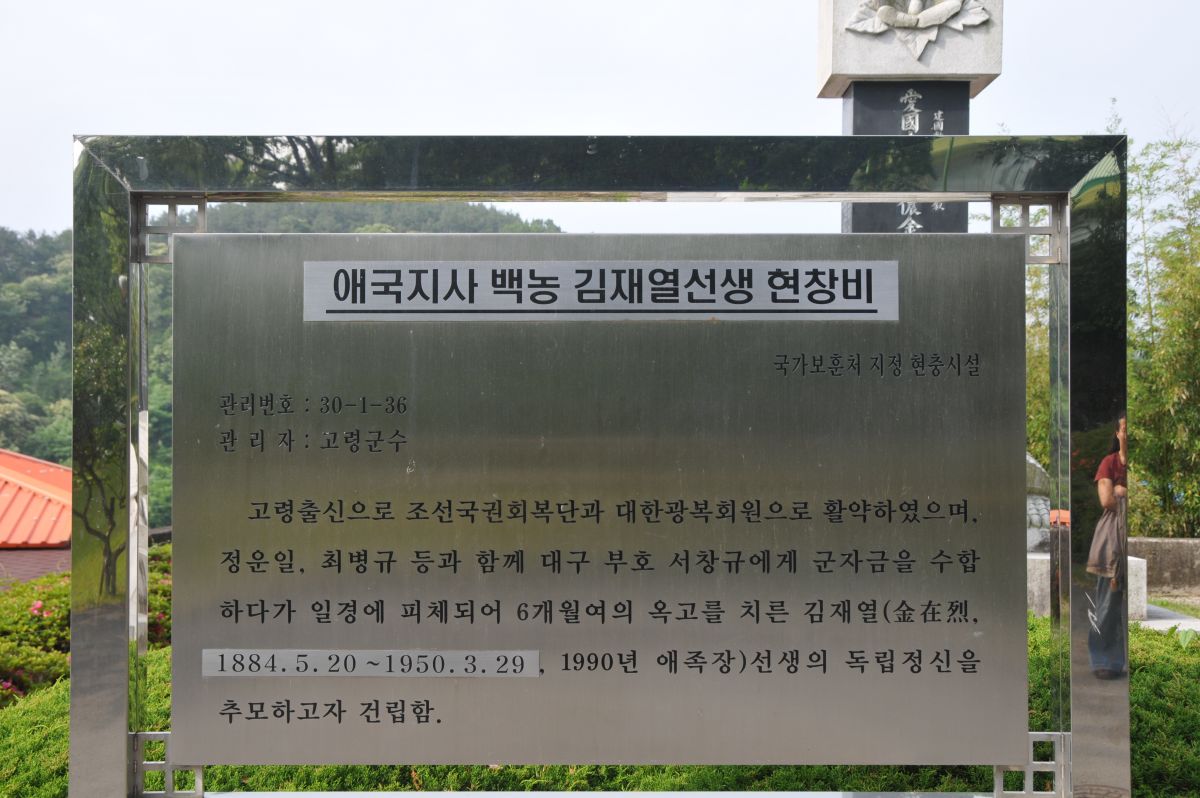 愛國
建國
애국지사 백농 김재열선생 현창비
국가보훈처 지정 현충시설
관리번호 : 30-1-36
관 리 자 : 고령군수
고령출신으로 조선국권회복단과 대한광복회원으로 활약하였으며,
정운일, 최병규 등과 함께 대구 부호 서창규에게 군자금을 수합
하다가 일경에 피체되어 6개월여의 옥고를 치른 김재열(金在烈,
1884.5.20~1950.3.29, 1990년 애족장)선생의 독립정신을
추모하고자 건립함.